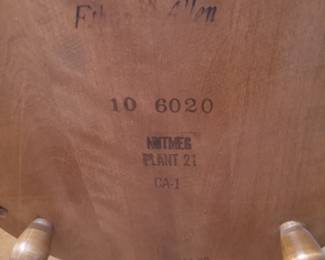 Ethan Allen
10 6020
NUTMEG
PLANT 21
CA-1